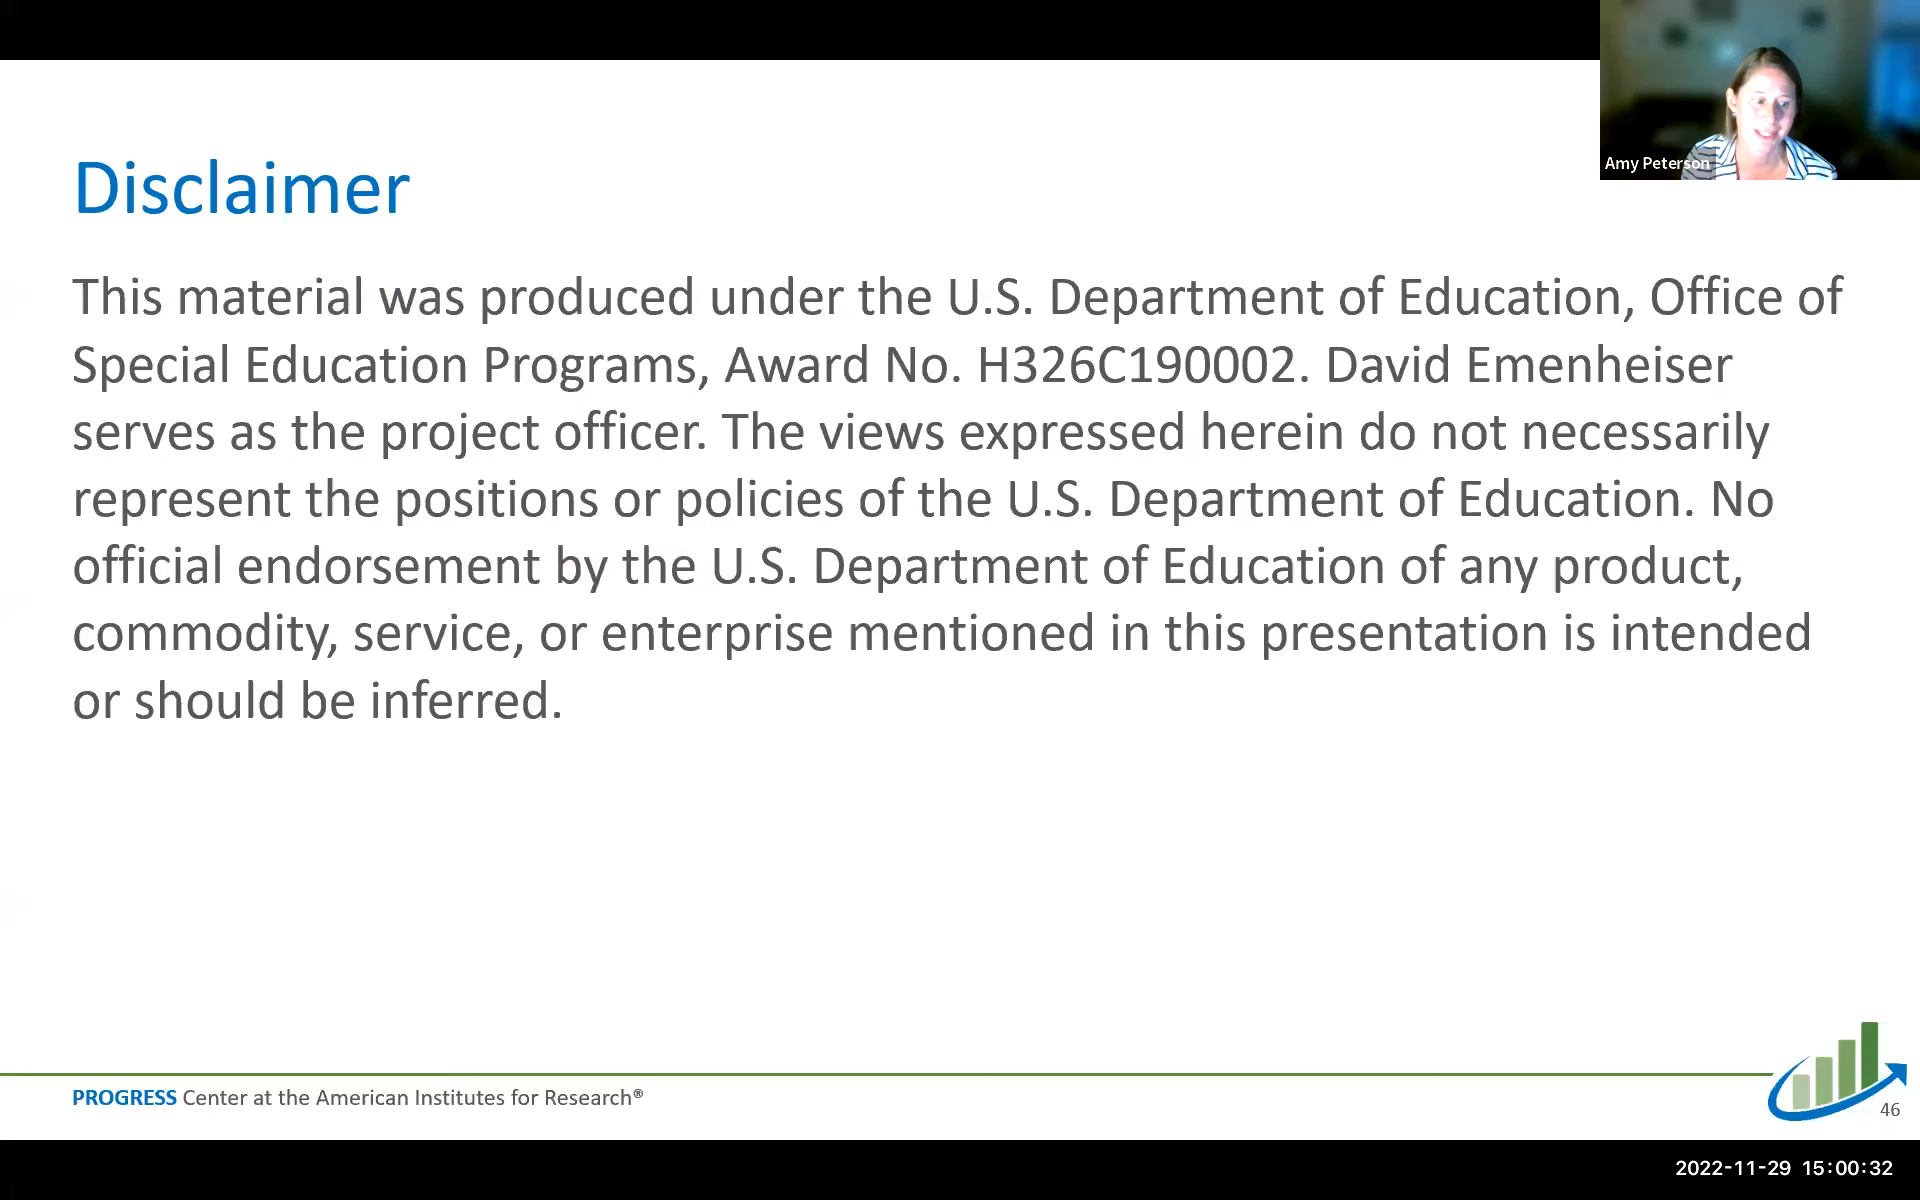 Amy Peterson
Disclaimer
This material was produced under the U.S. Department of Education, Office of
Special Education Programs, Award No. H326C190002. David Emenheiser
serves as the project officer. The views expressed herein do not necessarily
represent the positions or policies of the U.S. Department of Education. No
official endorsement by the U.S. Department of Education of any product,
commodity, service, or enterprise mentioned in this presentation is intended
or should be inferred.
PROGRESS Center at the American Institutes for Research®
46
2022-11-29 15:00:32